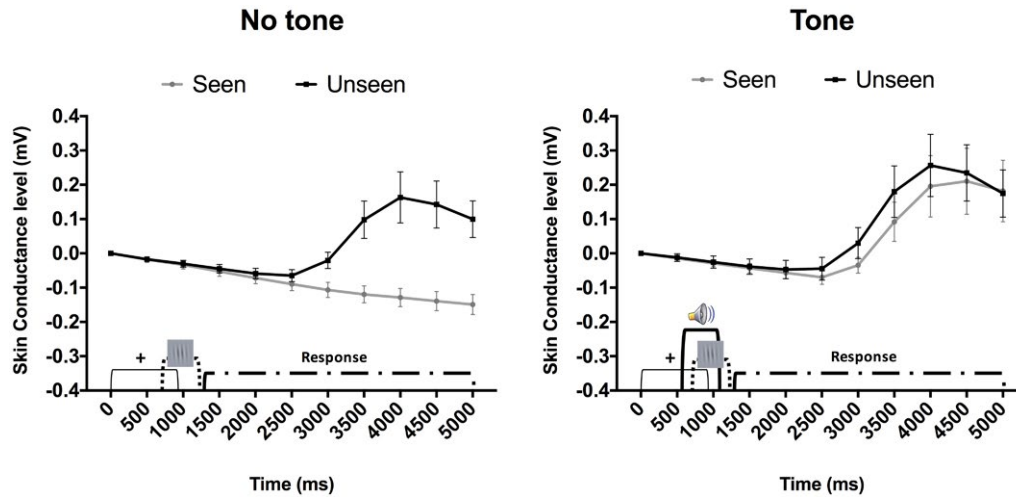 No tone
Seen Unseen
Skin Conductance level (mV)
0.4
0.3
0.2
0.1
0.0
-0.1
-0.2
-0.3
-0.4
+
Response
0 500 1000 1500 2000 2500 3000 3500 4000 4500 5000
Time (ms)
Tone
Seen Unseen
Skin Conductance level (mV)
0.4
0.3
0.2
0.1
0.0
-0.1
-0.2
-0.3
-0.4
+
Response
0 500 1000 1500 2000 2500 3000 3500 4000 4500 5000
Time (ms)